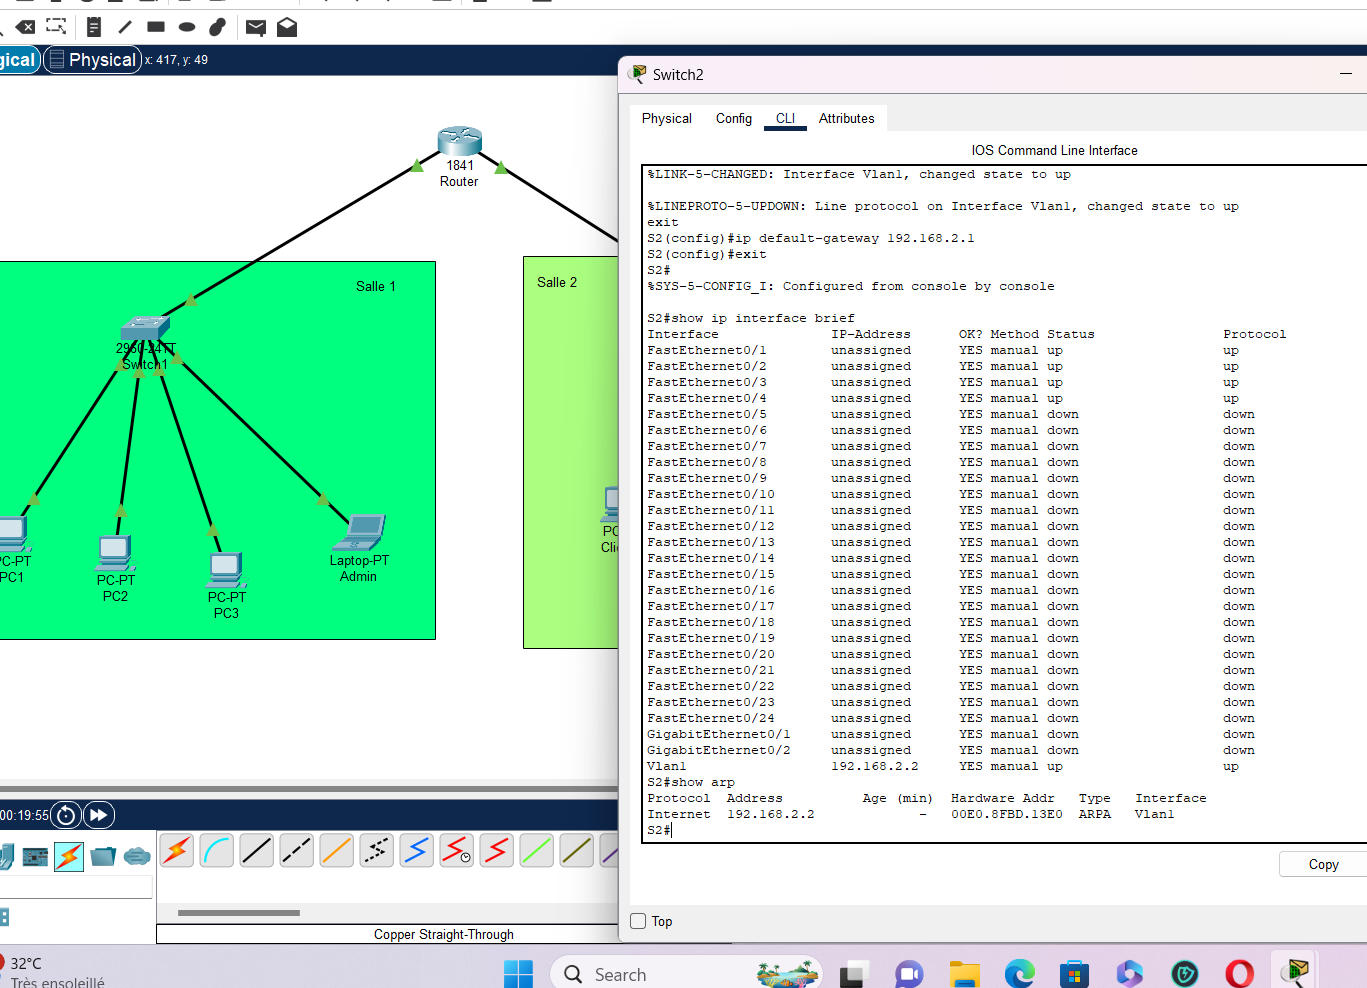 gical
Physical
x: 417, y: 49
1841
Router
Salle 1
2960-24TT
Switch1
PC-PT
PC1
PC-PT
PC2
PC-PT
PC3
Laptop-PT
Admin
Salle 2
PC
Clie
00:19:55
Copper Straight-Through
Switch2
Physical
Config
CLI
Attributes
IOS Command Line Interface
%LINK-5-CHANGED: Interface Vlan1, changed state to up
%LINEPROTO-5-UPDOWN: Line protocol on Interface Vlan1, changed state to up
exit
S2(config)#ip default-gateway 192.168.2.1
S2(config)#exit
S2#
%SYS-5-CONFIG_I: Configured from console by console
S2#show ip interface brief
Interface IP-Address OK? Method Status Protocol
FastEthernet0/1 unassigned YES manual up up
FastEthernet0/2 unassigned YES manual up up
FastEthernet0/3 unassigned YES manual up up
FastEthernet0/4 unassigned YES manual up up
FastEthernet0/5 unassigned YES manual down down
FastEthernet0/6 unassigned YES manual down down
FastEthernet0/7 unassigned YES manual down down
FastEthernet0/8 unassigned YES manual down down
FastEthernet0/9 unassigned YES manual down down
FastEthernet0/10 unassigned YES manual down down
FastEthernet0/11 unassigned YES manual down down
FastEthernet0/12 unassigned YES manual down down
FastEthernet0/13 unassigned YES manual down down
FastEthernet0/14 unassigned YES manual down down
FastEthernet0/15 unassigned YES manual down down
FastEthernet0/16 unassigned YES manual down down
FastEthernet0/17 unassigned YES manual down down
FastEthernet0/18 unassigned YES manual down down
FastEthernet0/19 unassigned YES manual down down
FastEthernet0/20 unassigned YES manual down down
FastEthernet0/21 unassigned YES manual down down
FastEthernet0/22 unassigned YES manual down down
FastEthernet0/23 unassigned YES manual down down
FastEthernet0/24 unassigned YES manual down down
GigabitEthernet0/1 unassigned YES manual down down
GigabitEthernet0/2 unassigned YES manual down down
Vlan1 192.168.2.2 YES manual up up
S2#show arp
Protocol Address Age (min) Hardware Addr Type Interface
Internet 192.168.2.2 - 00E0.8FBD.13E0 ARPA Vlan1
S2#
Copy
Top
32°C
Très ensoleillé
Search